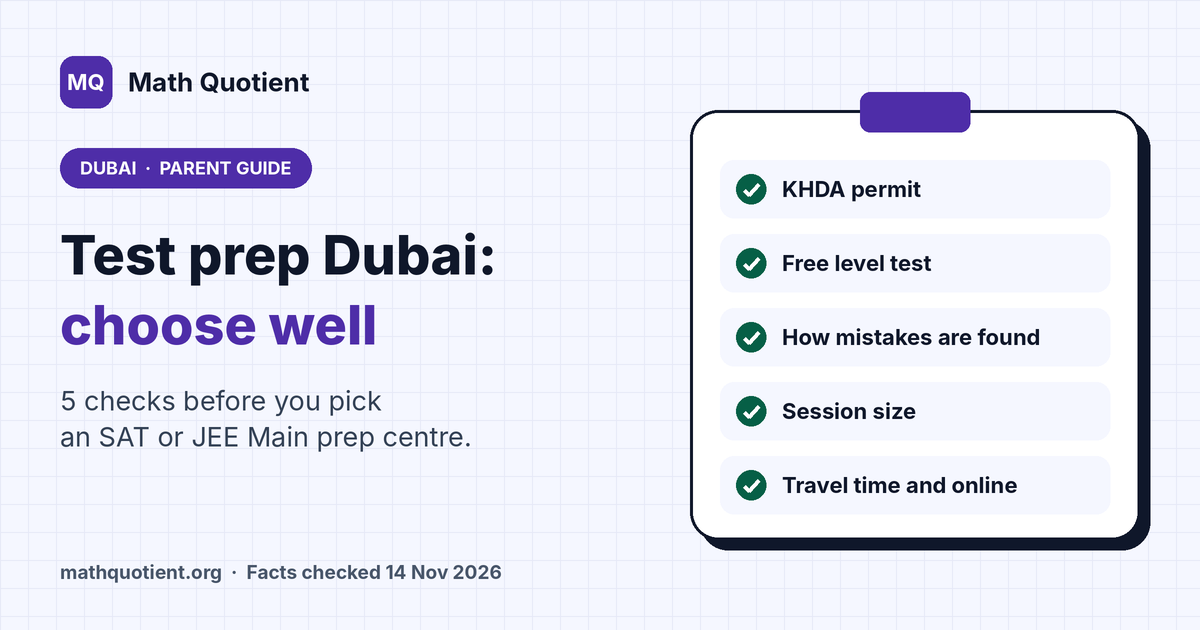 MQ
Math Quotient
DUBAI · PARENT GUIDE
Test prep Dubai:
choose well
5 checks before you pick
an SAT or JEE Main prep centre.
mathquotient.org · Facts checked 14 Nov 2026
KHDA permit
Free level test
How mistakes are found
Session size
Travel time and online